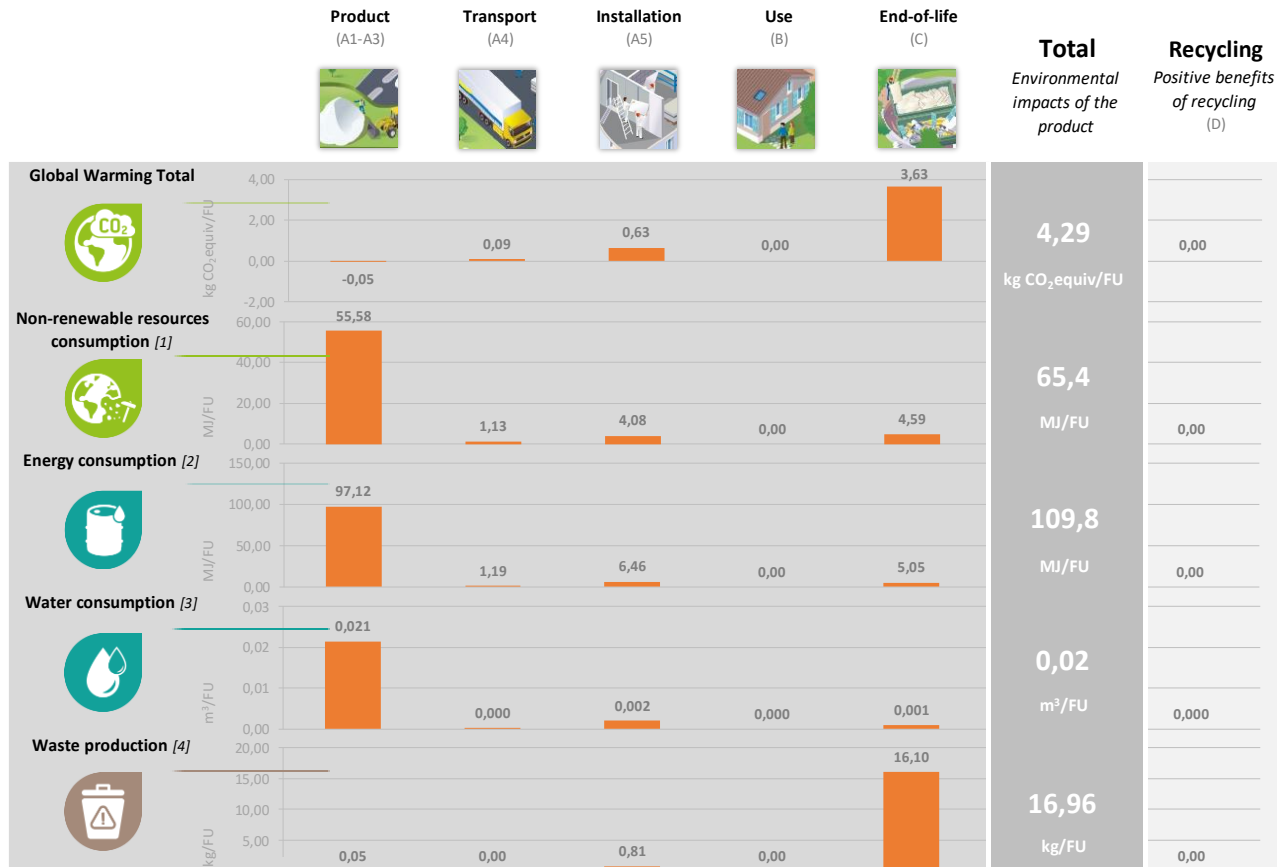 Product
(A1-A3)
Transport
(A4)
Installation
(A5)
Use
(B)
End-of-life
(C)
Total
Environmental
impacts of the
product
Recycling
Positive benefits
of recycling
(D)
Global Warming Total
CO2
kg CO₂equiv/FU
4,00
2,00
0,00
-2,00
-0,05
0,09
0,63
0,00
3,63
4,29
kg CO₂equiv/FU
0,00
Non-renewable resources
consumption [1]
MJ/FU
60,00
40,00
20,00
0,00
55,58
1,13
4,08
0,00
4,59
65,4
MJ/FU
0,00
Energy consumption [2]
MJ/FU
150,00
100,00
50,00
0,00
97,12
1,19
6,46
0,00
5,05
109,8
MJ/FU
0,00
Water consumption [3]
m³/FU
0,03
0,02
0,01
0,00
0,021
0,000
0,002
0,000
0,001
0,02
m³/FU
0,000
Waste production [4]
kg/FU
20,00
15,00
10,00
5,00
0,05
0,00
0,81
0,00
16,10
16,96
kg/FU
0,00